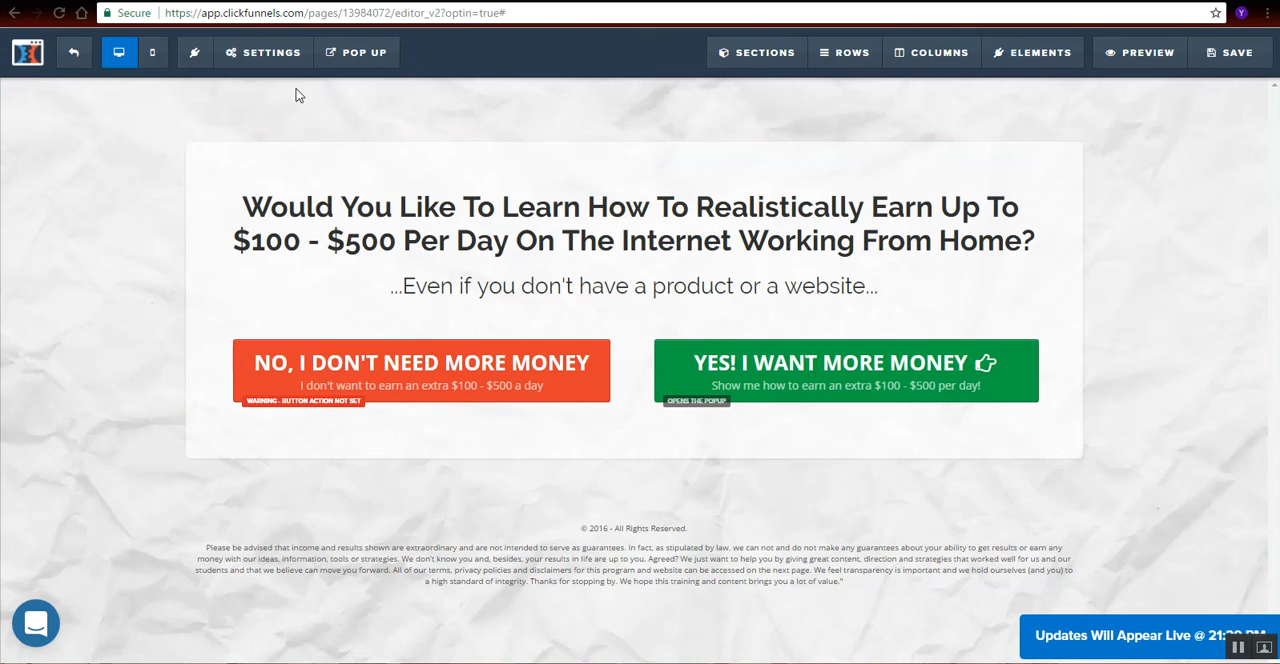 Secure https://app.clickfunnels.com/pages/13984072/editor_v2?optin=true# Y
SETTINGS POP UP SECTIONS ROWS COLUMNS ELEMENTS PREVIEW SAVE
Would You Like To Learn How To Realistically Earn Up To
$100 - $500 Per Day On The Internet Working From Home?
...Even if you don't have a product or a website...
NO, I DON'T NEED MORE MONEY
I don't want to earn an extra $100 - $500 a day
WARNING - BUTTON ACTION NOT SET
YES! I WANT MORE MONEY
Show me how to earn an extra $100 - $500 per day!
OPENS THE POPUP
© 2016 - All Rights Reserved.
Please be advised that income and results shown are extraordinary and are not intended to serve as guarantees. In fact, as stipulated by law, we can not and do not make any guarantees about your ability to get results or earn any
money with our ideas, information, tools or strategies. We don't know you and, besides, your results in life are up to you. Agreed? We just want to help you by giving great content, direction and strategies that worked well for us and our
students and that we believe can move you forward. All of our terms, privacy policies and disclaimers for this program and website can be accessed on the next page. We feel transparency is important and we hold ourselves (and you) to
a high standard of integrity. Thanks for stopping by. We hope this training and content brings you a lot of value."
Updates Will Appear Live @